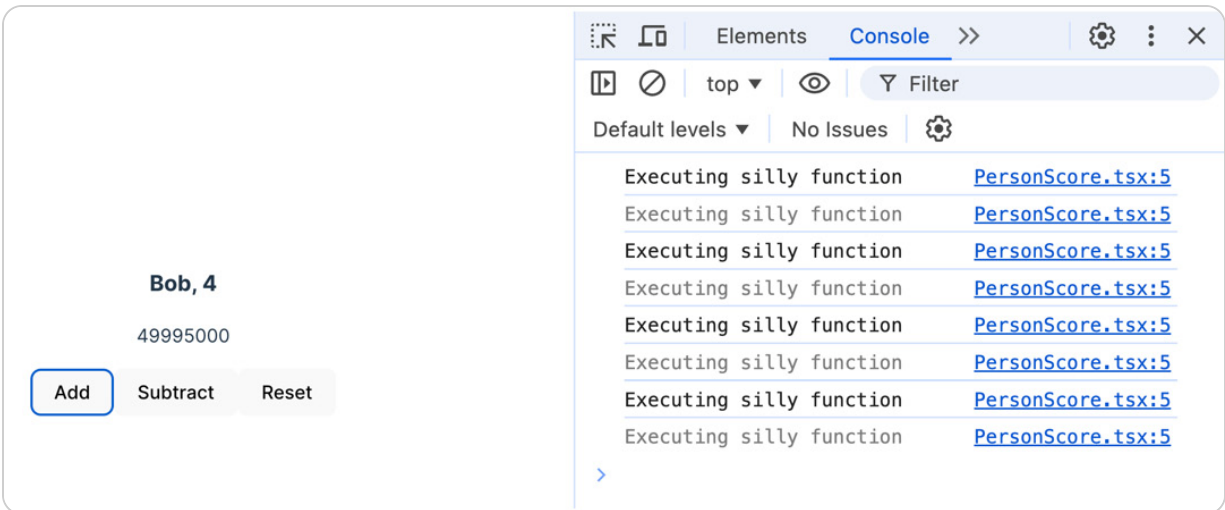 Elements Console
top Filter
Default levels No Issues
Executing silly function PersonScore.tsx:5
Executing silly function PersonScore.tsx:5
Executing silly function PersonScore.tsx:5
Executing silly function PersonScore.tsx:5
Executing silly function PersonScore.tsx:5
Executing silly function PersonScore.tsx:5
Executing silly function PersonScore.tsx:5
Executing silly function PersonScore.tsx:5
Bob, 4
49995000
Add Subtract Reset